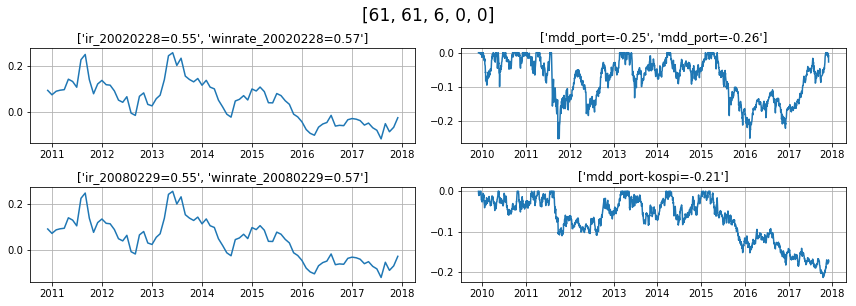 [61, 61, 6, 0, 0]
['ir_20020228=0.55', 'winrate_20020228=0.57']
0.2
0.0
2011 2012 2013 2014 2015 2016 2017 2018
['mdd_port=-0.25', 'mdd_port=-0.26']
0.0
−0.1
−0.2
2010 2011 2012 2013 2014 2015 2016 2017 2018
['ir_20080229=0.55', 'winrate_20080229=0.57']
0.2
0.0
2011 2012 2013 2014 2015 2016 2017 2018
['mdd_port-kospi=-0.21']
0.0
−0.1
−0.2
2010 2011 2012 2013 2014 2015 2016 2017 2018